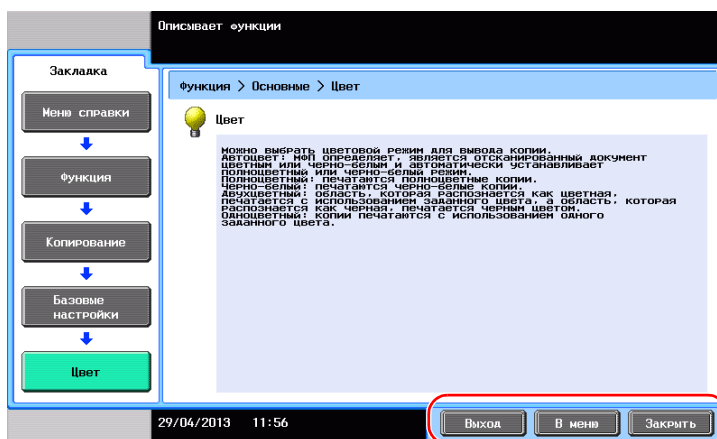 Описывает функции
Закладка
Меню справки
Функция
Копирование
Базовые
настройки
Цвет
Функция > Основные > Цвет
Цвет
Можно выбрать цветовой режим для вывода копии.
Автоцвет: МФП определяет, является отсканированный документ
цветным или черно-белым и автоматически устанавливает
полноцветный или черно-белый режим.
Полноцветный: печатаются полноцветные копии.
Черно-белый: печатаются черно-белые копии.
Двухцветный: область, которая распознается как цветная,
печатается с использованием заданного цвета, а область, которая
распознается как черная, печатается черным цветом.
Одноцветный: копии печатаются с использованием одного
заданного цвета.
29/04/2013 11:56
Выход
В меню
Закрыть